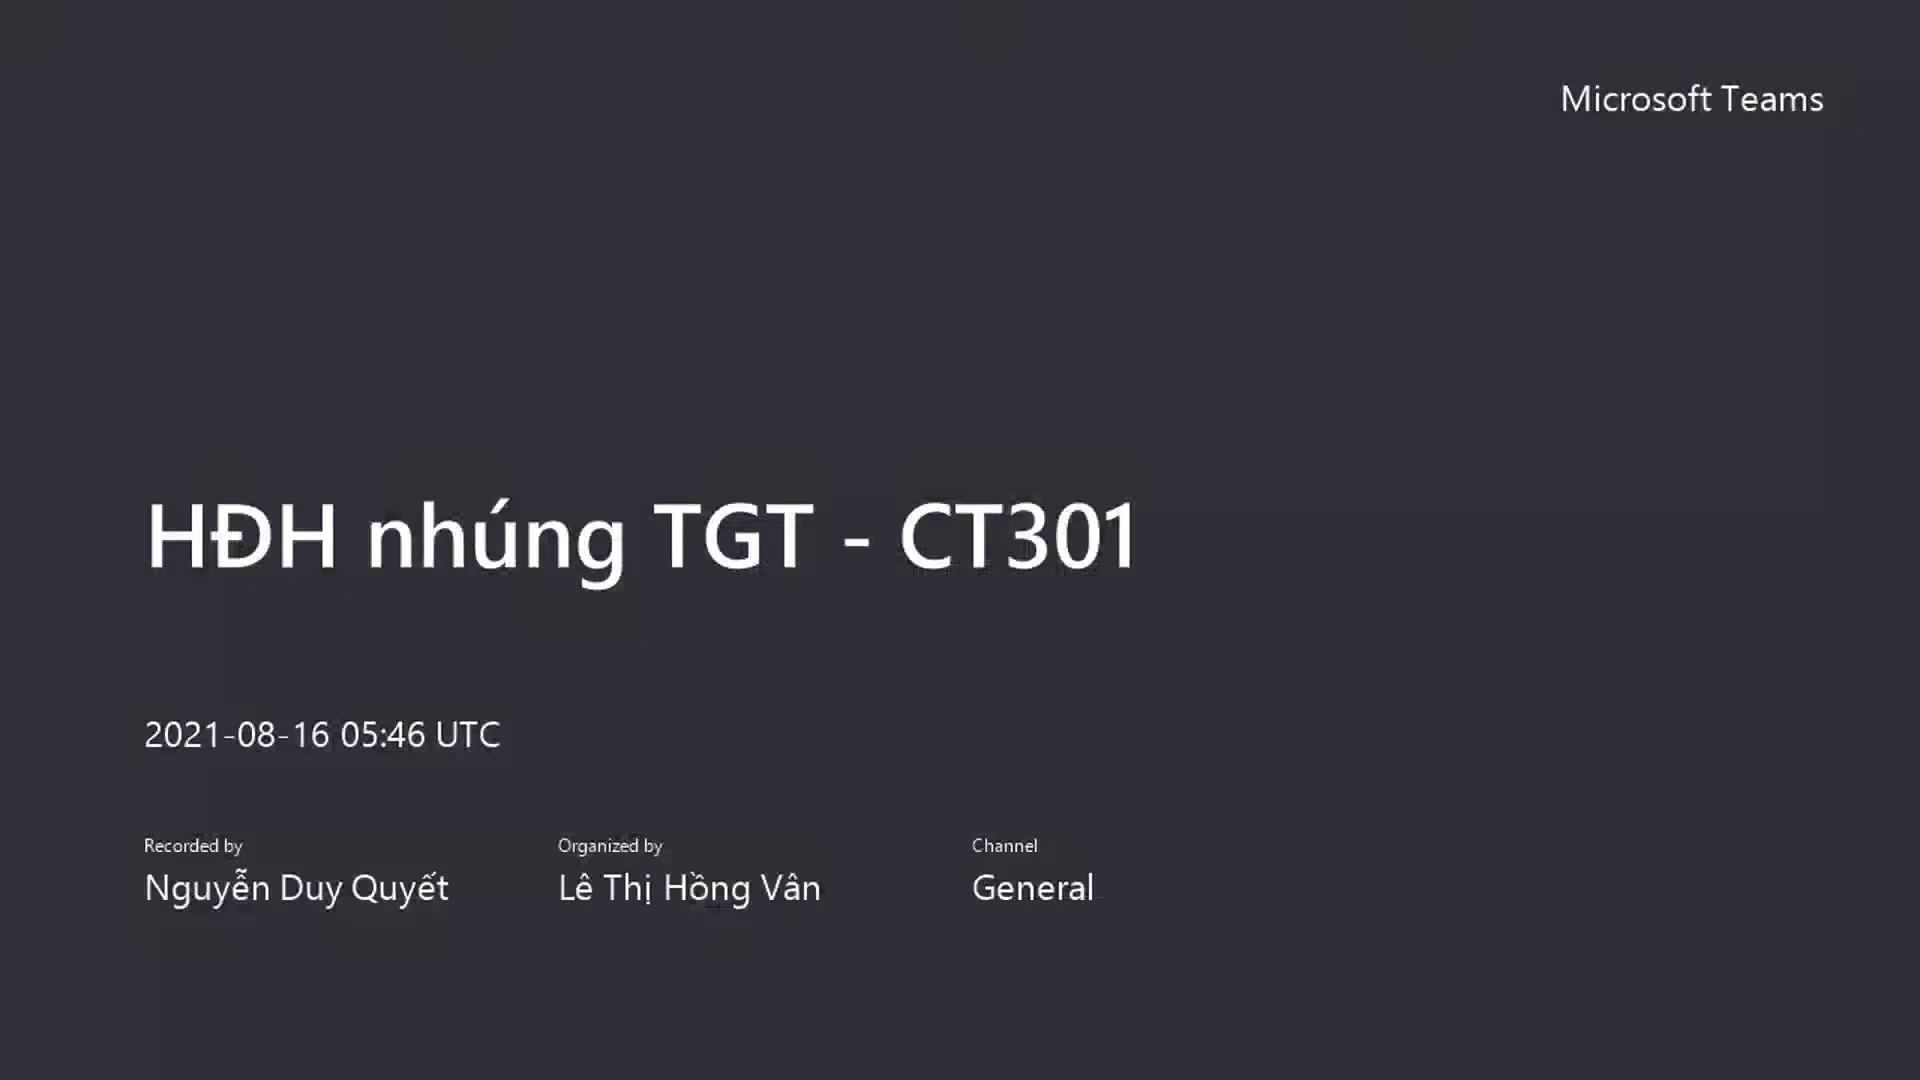 Microsoft Teams
HĐH nhúng TGT - CT301
2021-08-16 05:46 UTC
Recorded by
Nguyễn Duy Quyết
Organized by
Lê Thị Hồng Vân
Channel
General